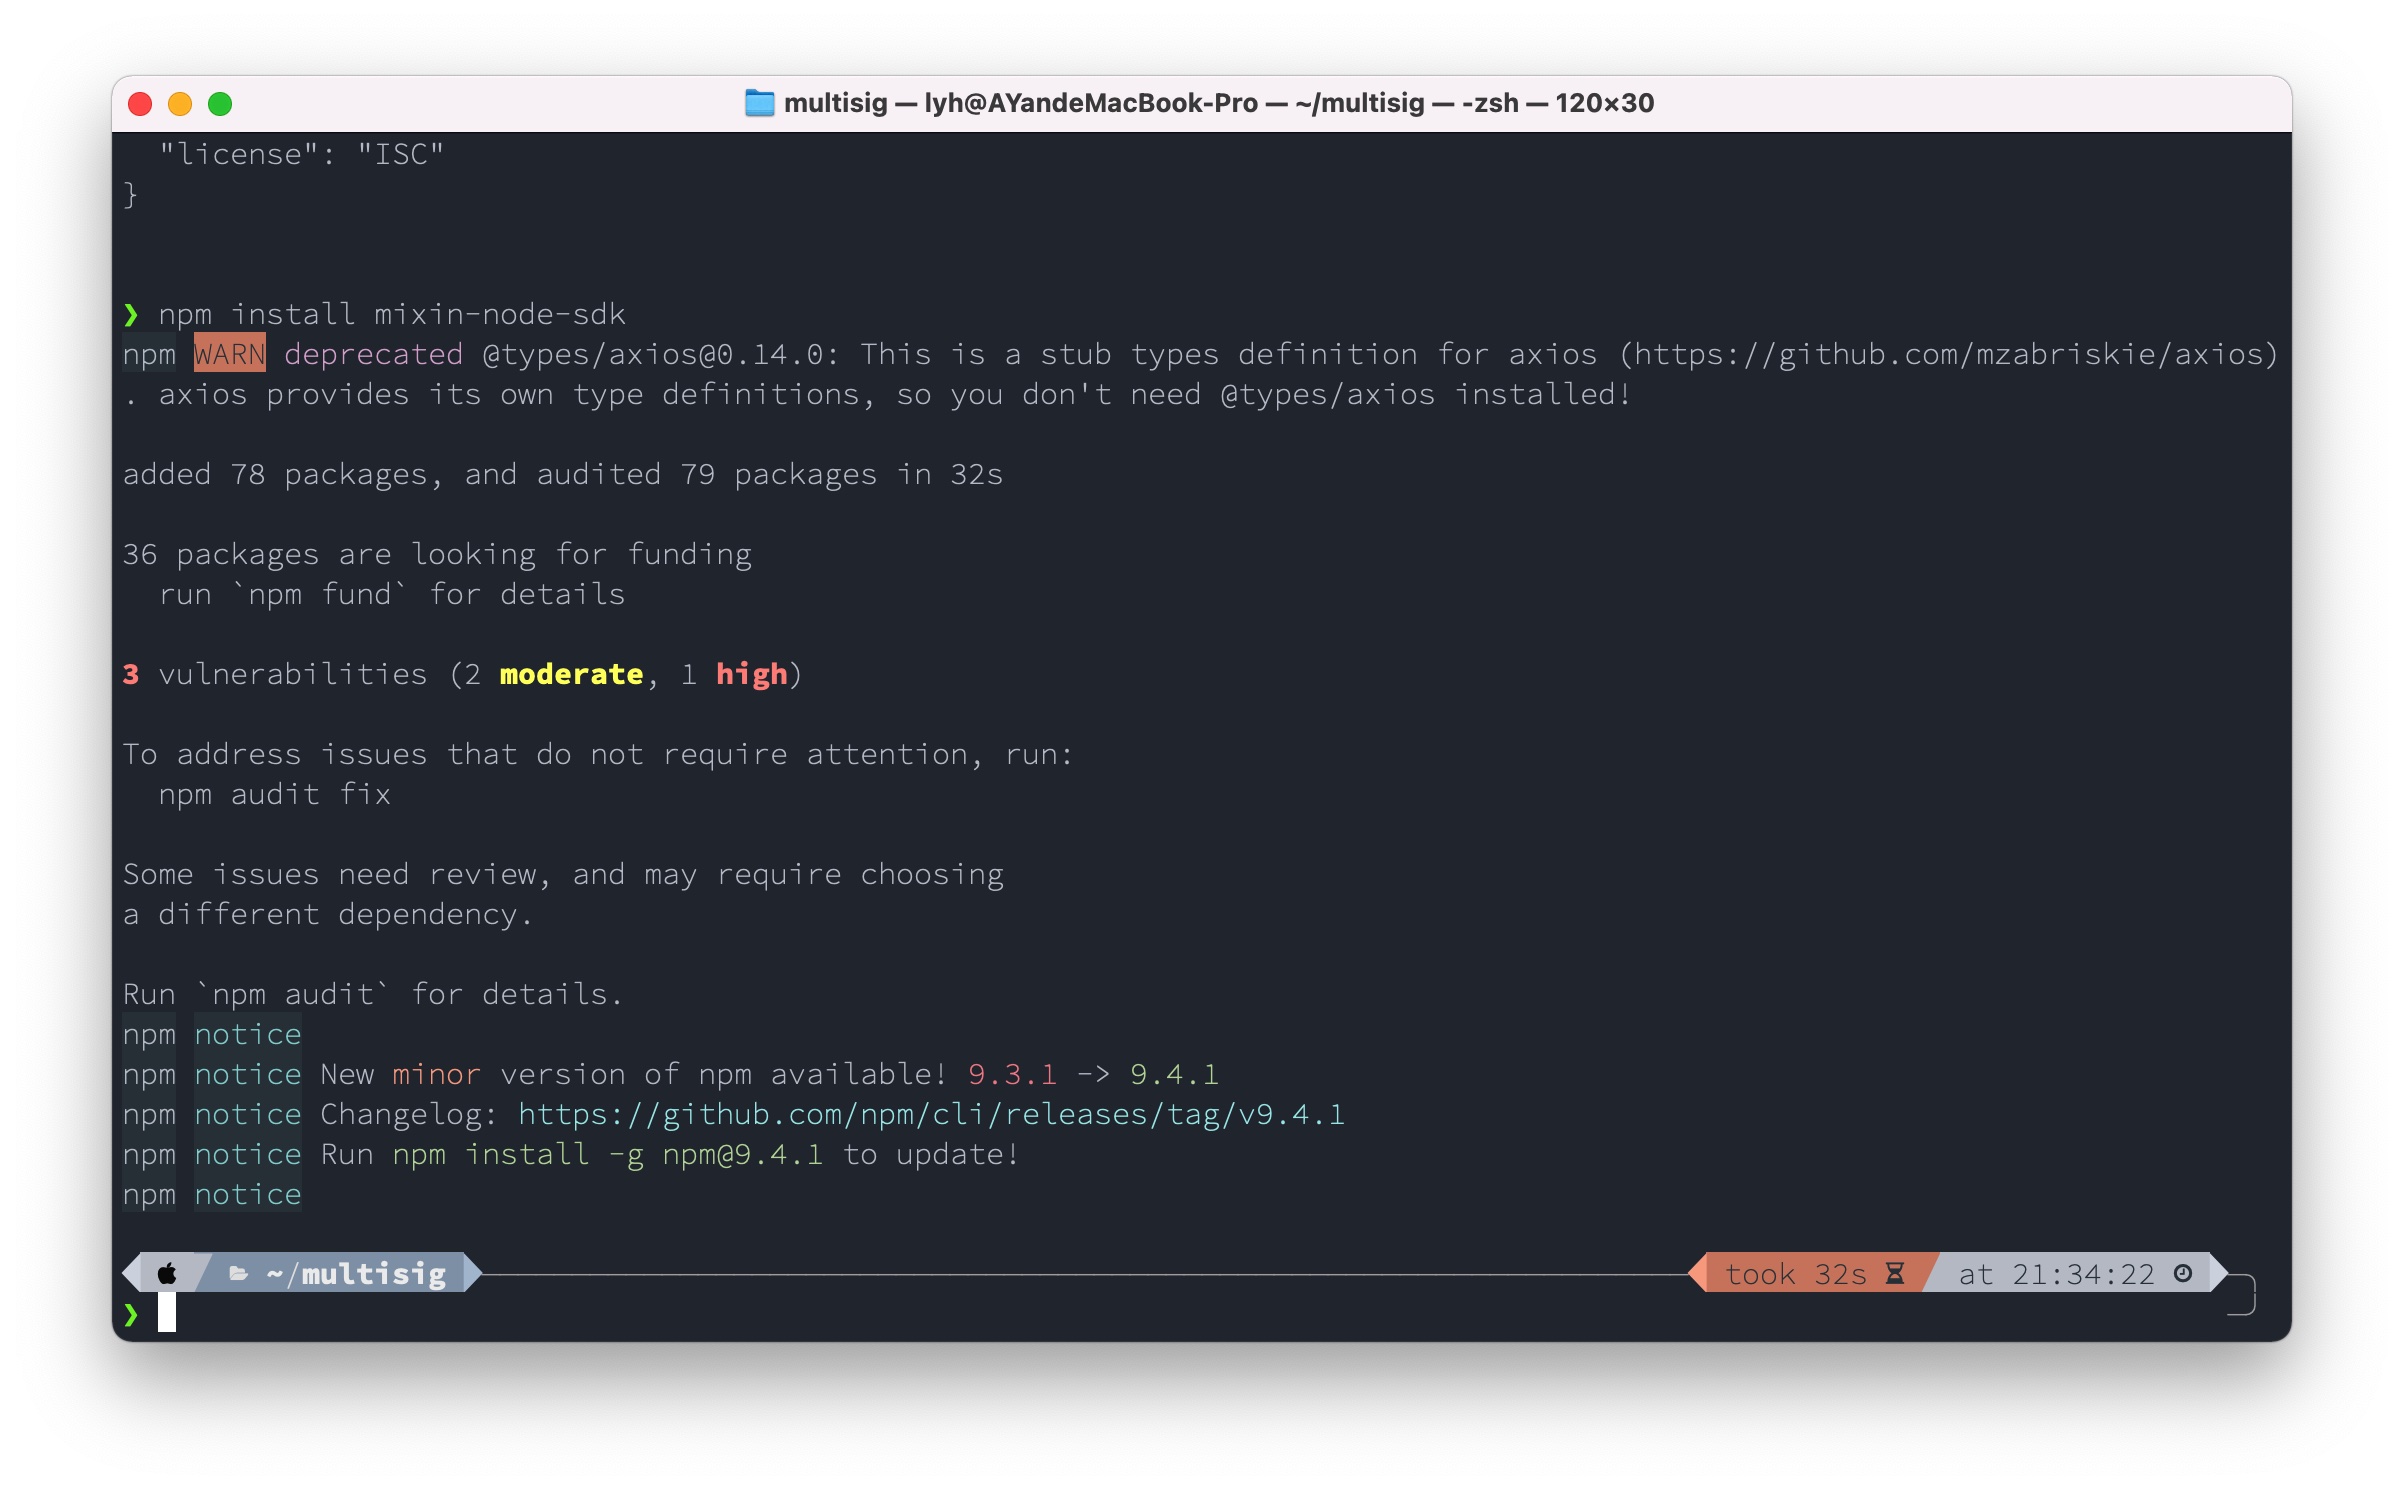 multisig — lyh@AYandeMacBook-Pro — ~/multisig — -zsh — 120×30
"license": "ISC"
}
❯ npm install mixin-node-sdk
npm WARN deprecated @types/axios@0.14.0: This is a stub types definition for axios (https://github.com/mzabriskie/axios)
. axios provides its own type definitions, so you don't need @types/axios installed!
added 78 packages, and audited 79 packages in 32s
36 packages are looking for funding
run `npm fund` for details
3 vulnerabilities (2 moderate, 1 high)
To address issues that do not require attention, run:
npm audit fix
Some issues need review, and may require choosing
a different dependency.
Run `npm audit` for details.
npm notice
npm notice New minor version of npm available! 9.3.1 -> 9.4.1
npm notice Changelog: https://github.com/npm/cli/releases/tag/v9.4.1
npm notice Run npm install -g npm@9.4.1 to update!
npm notice
~/multisig took 32s at 21:34:22
❯